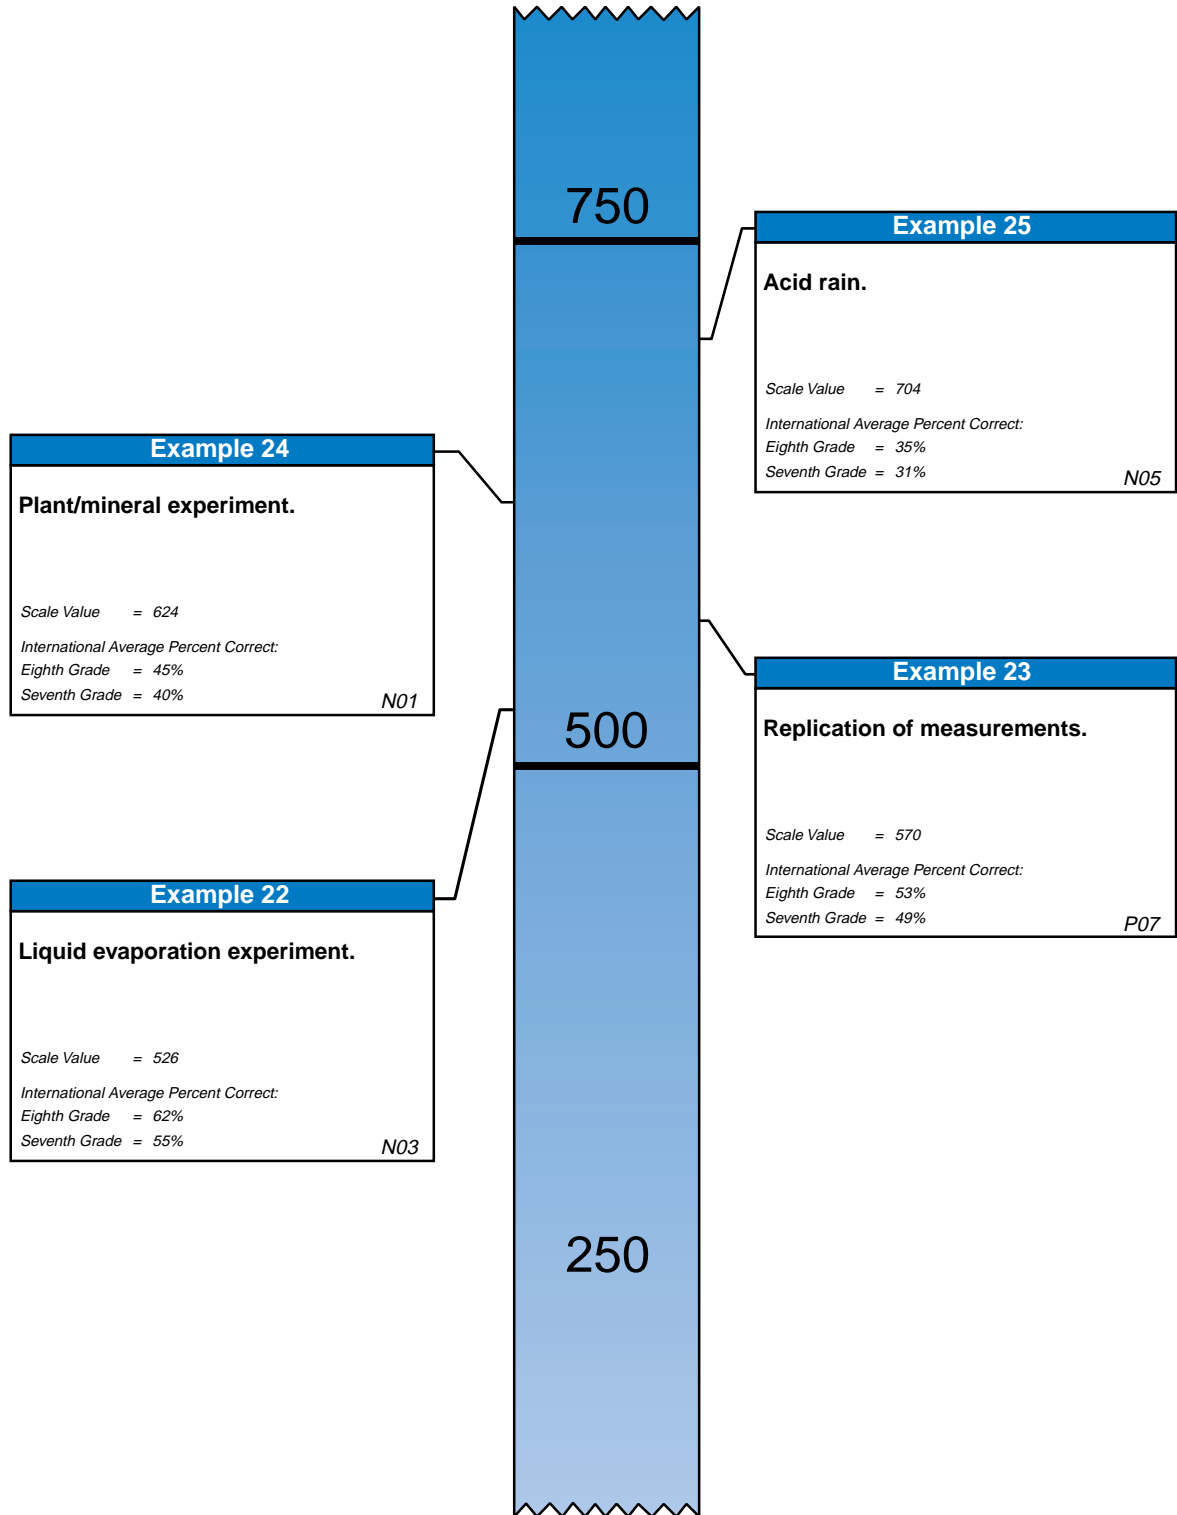 750
Example 25
Acid rain.
Scale Value = 704
International Average Percent Correct:
Eighth Grade = 35%
Seventh Grade = 31%
N05
Example 24
Plant/mineral experiment.
Scale Value = 624
International Average Percent Correct:
Eighth Grade = 45%
Seventh Grade = 40%
N01
500
Example 23
Replication of measurements.
Scale Value = 570
International Average Percent Correct:
Eighth Grade = 53%
Seventh Grade = 49%
P07
Example 22
Liquid evaporation experiment.
Scale Value = 526
International Average Percent Correct:
Eighth Grade = 62%
Seventh Grade = 55%
N03
250